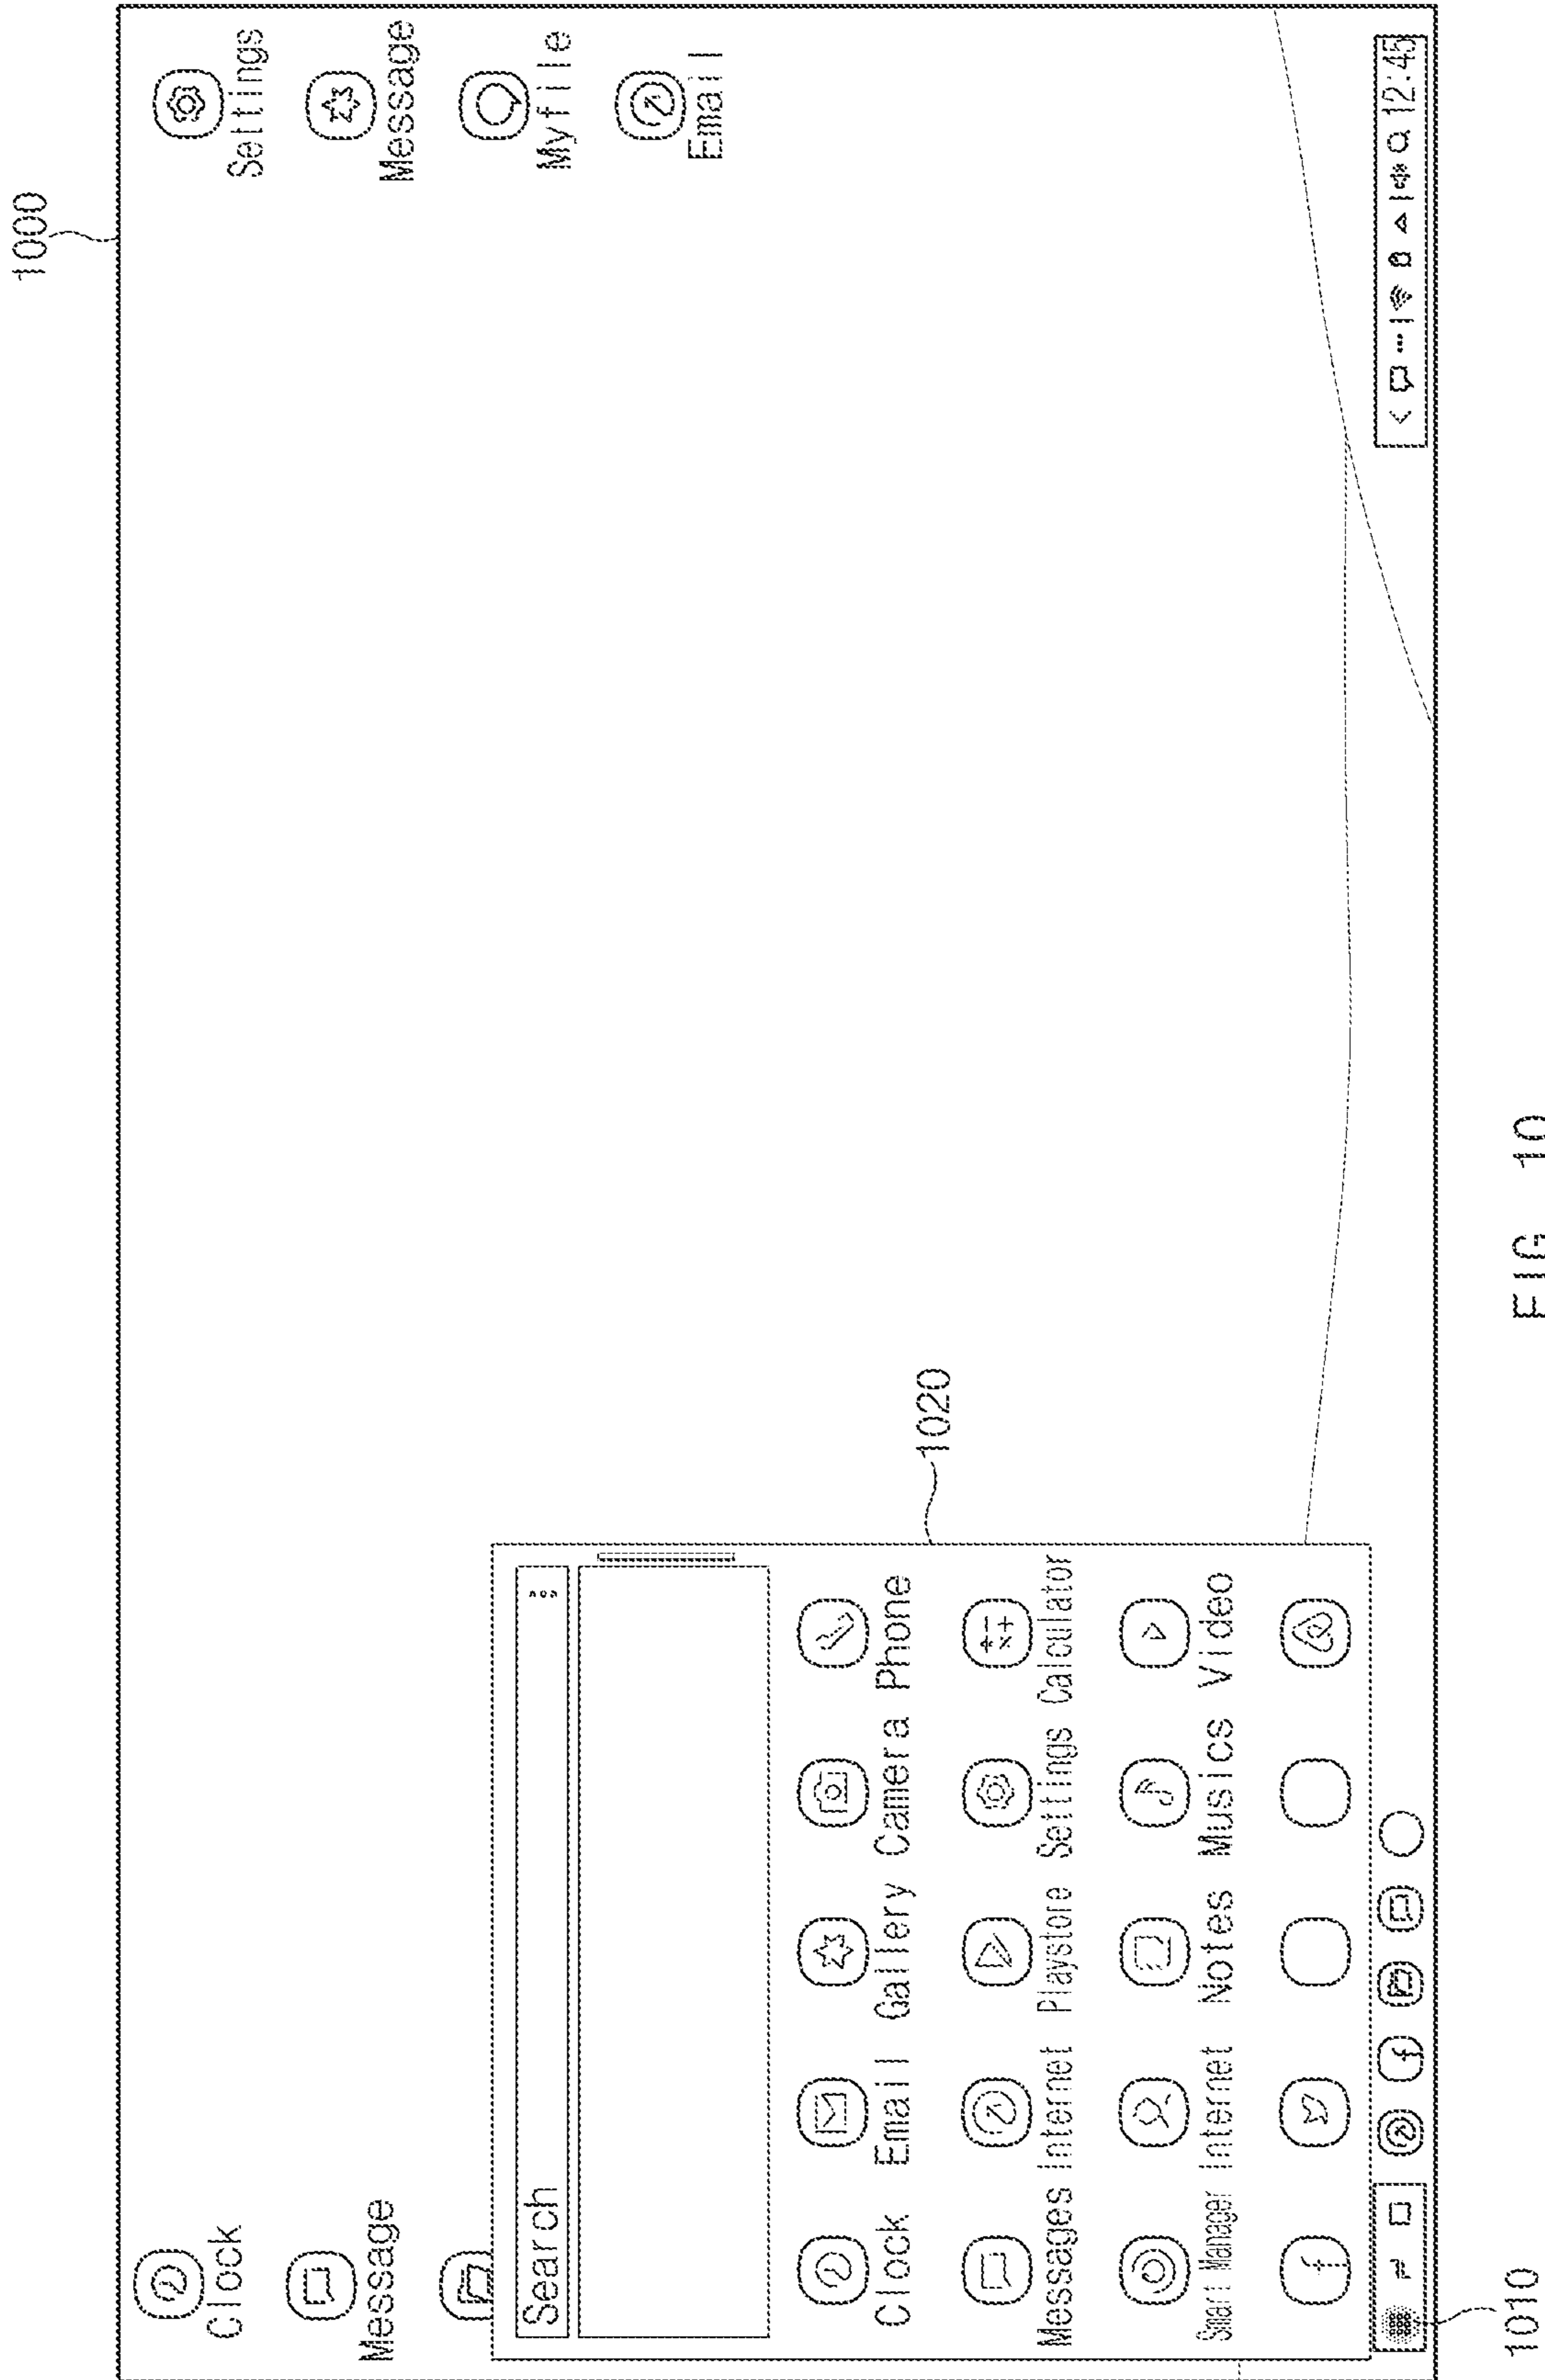 1000
Clock
Settings
Message
Message
Myfile
Email
Search
1020
Clock Email Gallery Camera Phone
Messages Internet Playstore Settings Calculator
Smart Manager Internet Notes Musics Video
12:45
1010
FIG. 10